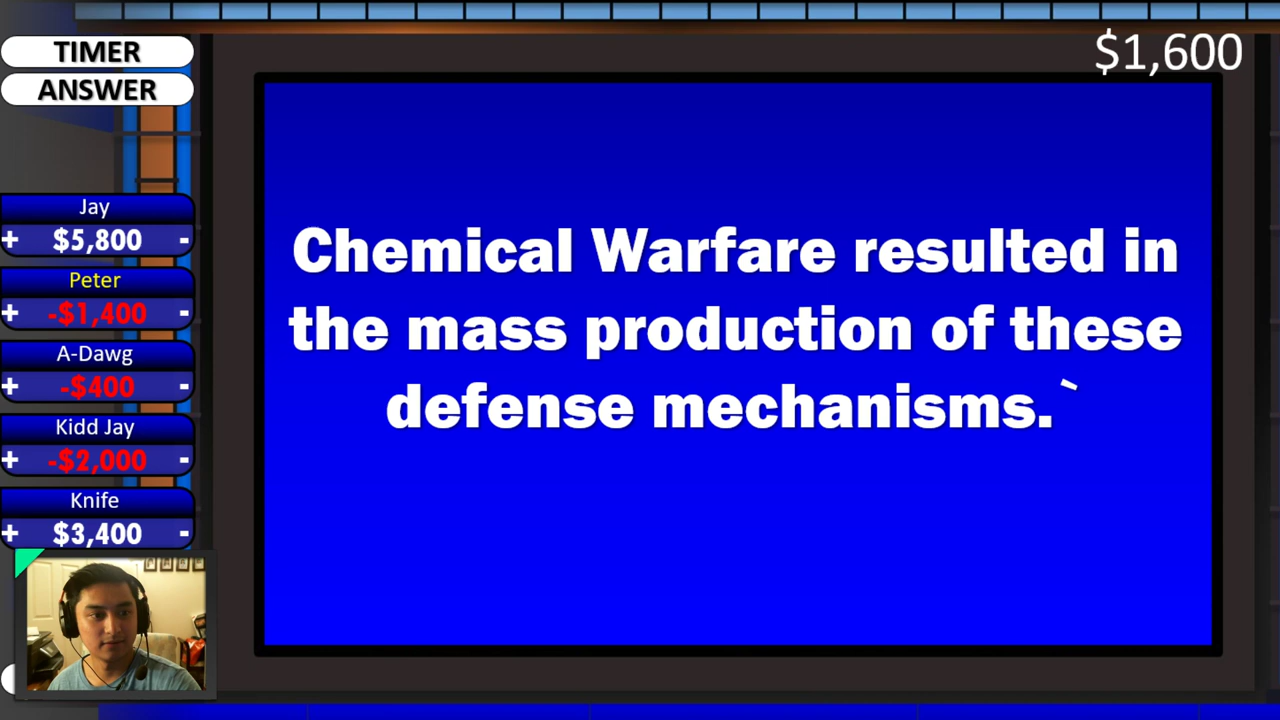 $1,600
TIMER
ANSWER
Jay
+ $5,800 -
Peter
+ -$1,400 -
A-Dawg
+ -$400 -
Kidd Jay
+ -$2,000 -
Knife
+ $3,400 -
Chemical Warfare resulted in
the mass production of these
defense mechanisms.`